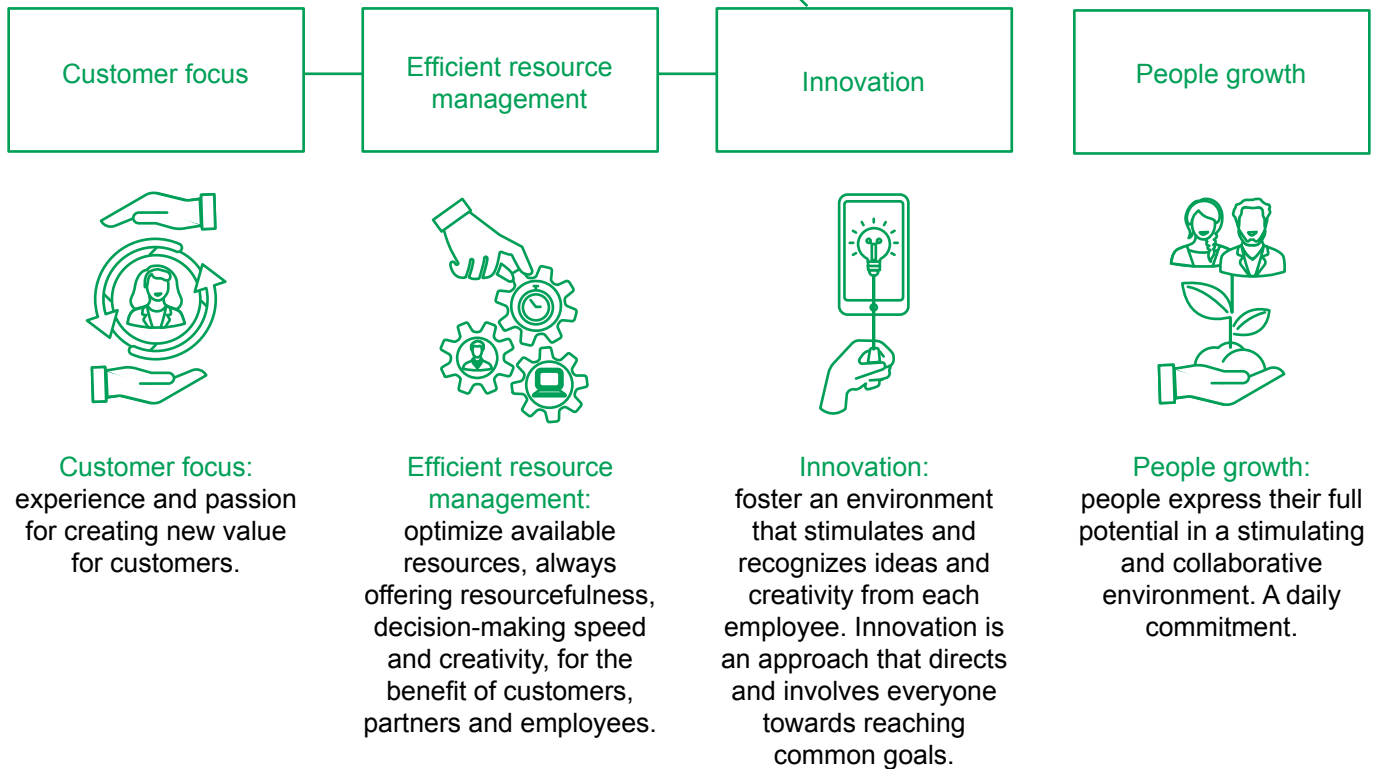 Customer focus
Efficient resource
management
Innovation
People growth
Customer focus:
experience and passion
for creating new value
for customers.
Efficient resource
management:
optimize available
resources, always
offering resourcefulness,
decision-making speed
and creativity, for the
benefit of customers,
partners and employees.
Innovation:
foster an environment
that stimulates and
recognizes ideas and
creativity from each
employee. Innovation is
an approach that directs
and involves everyone
towards reaching
common goals.
People growth:
people express their full
potential in a stimulating
and collaborative
environment. A daily
commitment.